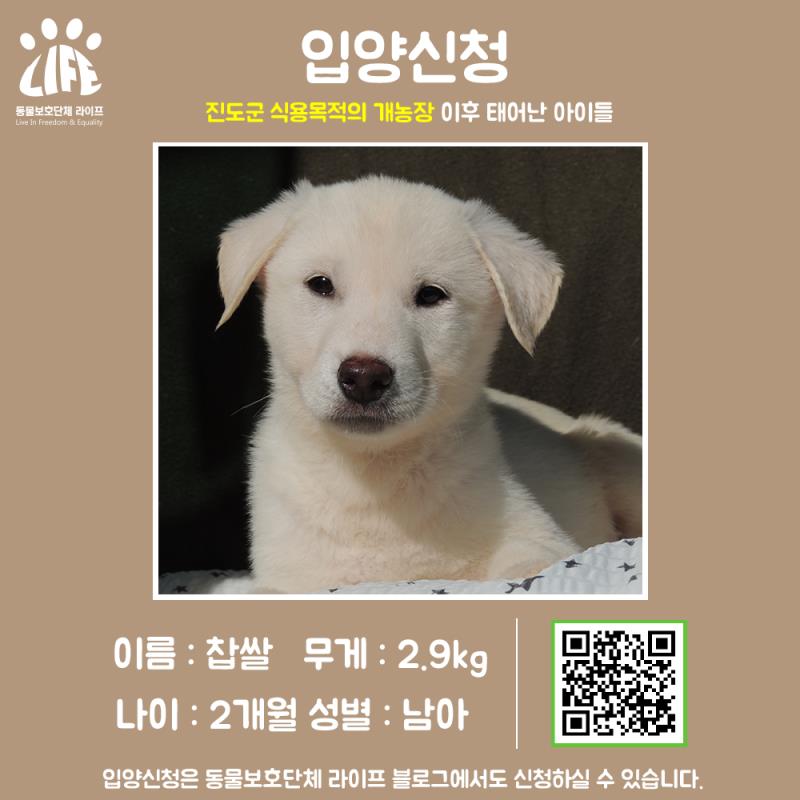 LIFE
동물보호단체 라이프
Live In Freedom & Equality
입양신청
진도군 식용목적의 개농장 이후 태어난 아이들
이름 : 찹쌀 무게 : 2.9kg
나이 : 2개월 성별 : 남아
입양신청은 동물보호단체 라이프 블로그에서도 신청하실 수 있습니다.